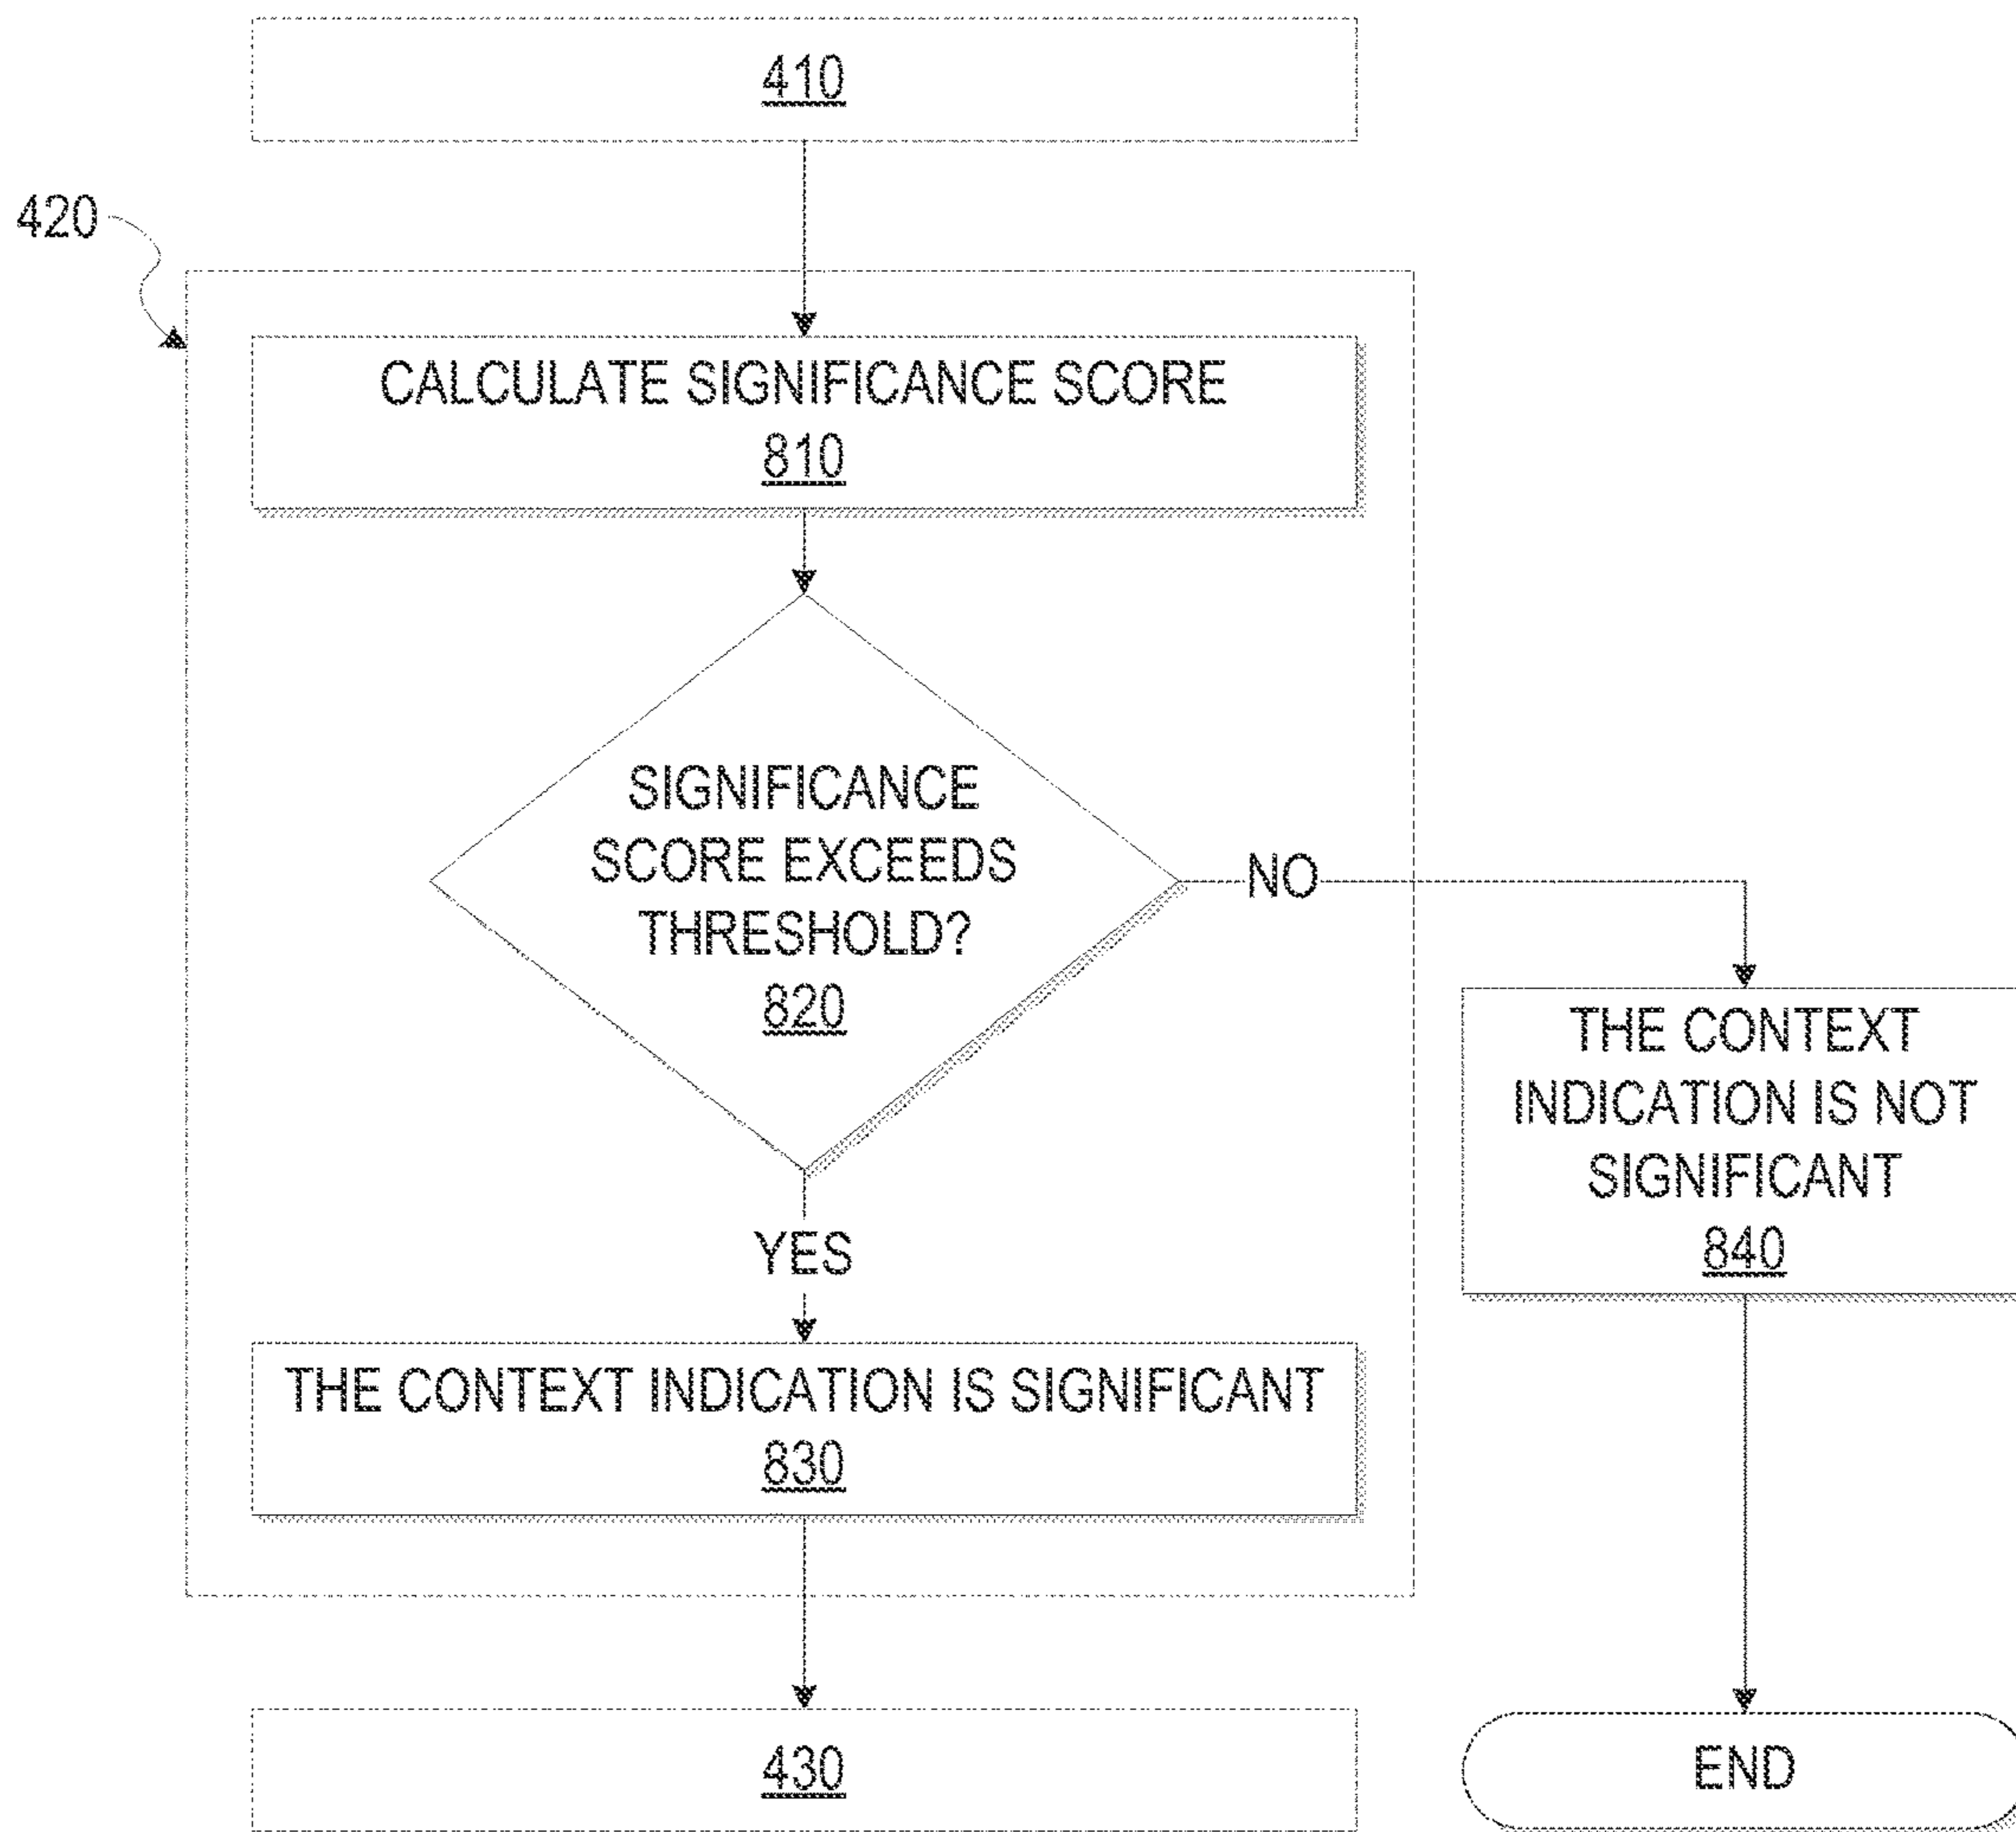 410
420
CALCULATE SIGNIFICANCE SCORE
810
SIGNIFICANCE
SCORE EXCEEDS
THRESHOLD?
820
NO
THE CONTEXT
INDICATION IS NOT
SIGNIFICANT
840
YES
THE CONTEXT INDICATION IS SIGNIFICANT
830
430
END